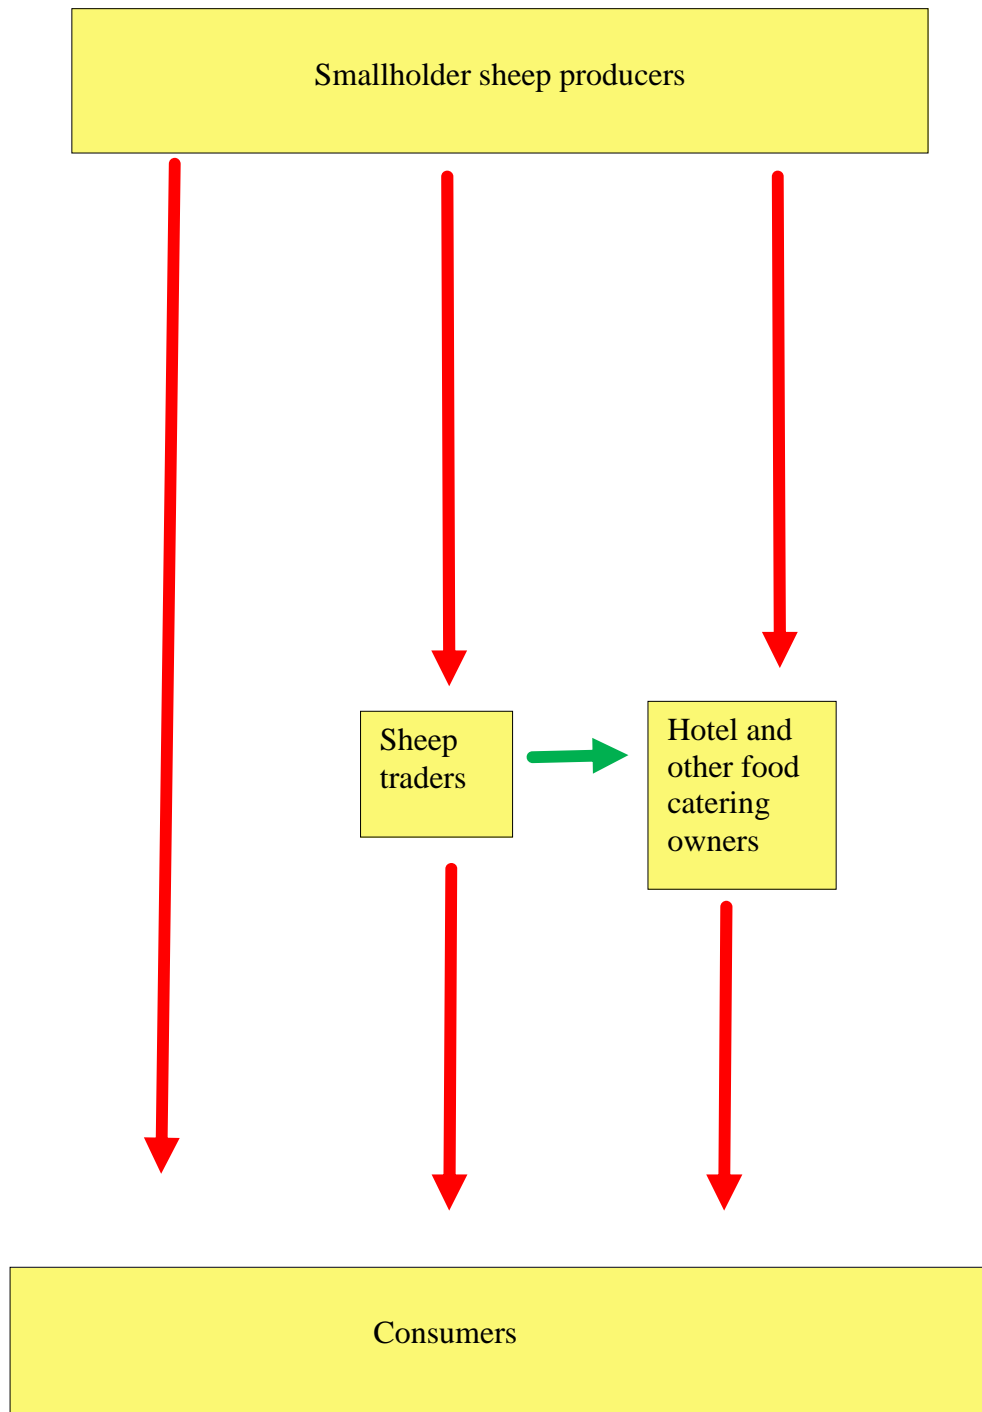 Smallholder sheep producers
Sheep
traders
Hotel and
other food
catering
owners
Consumers